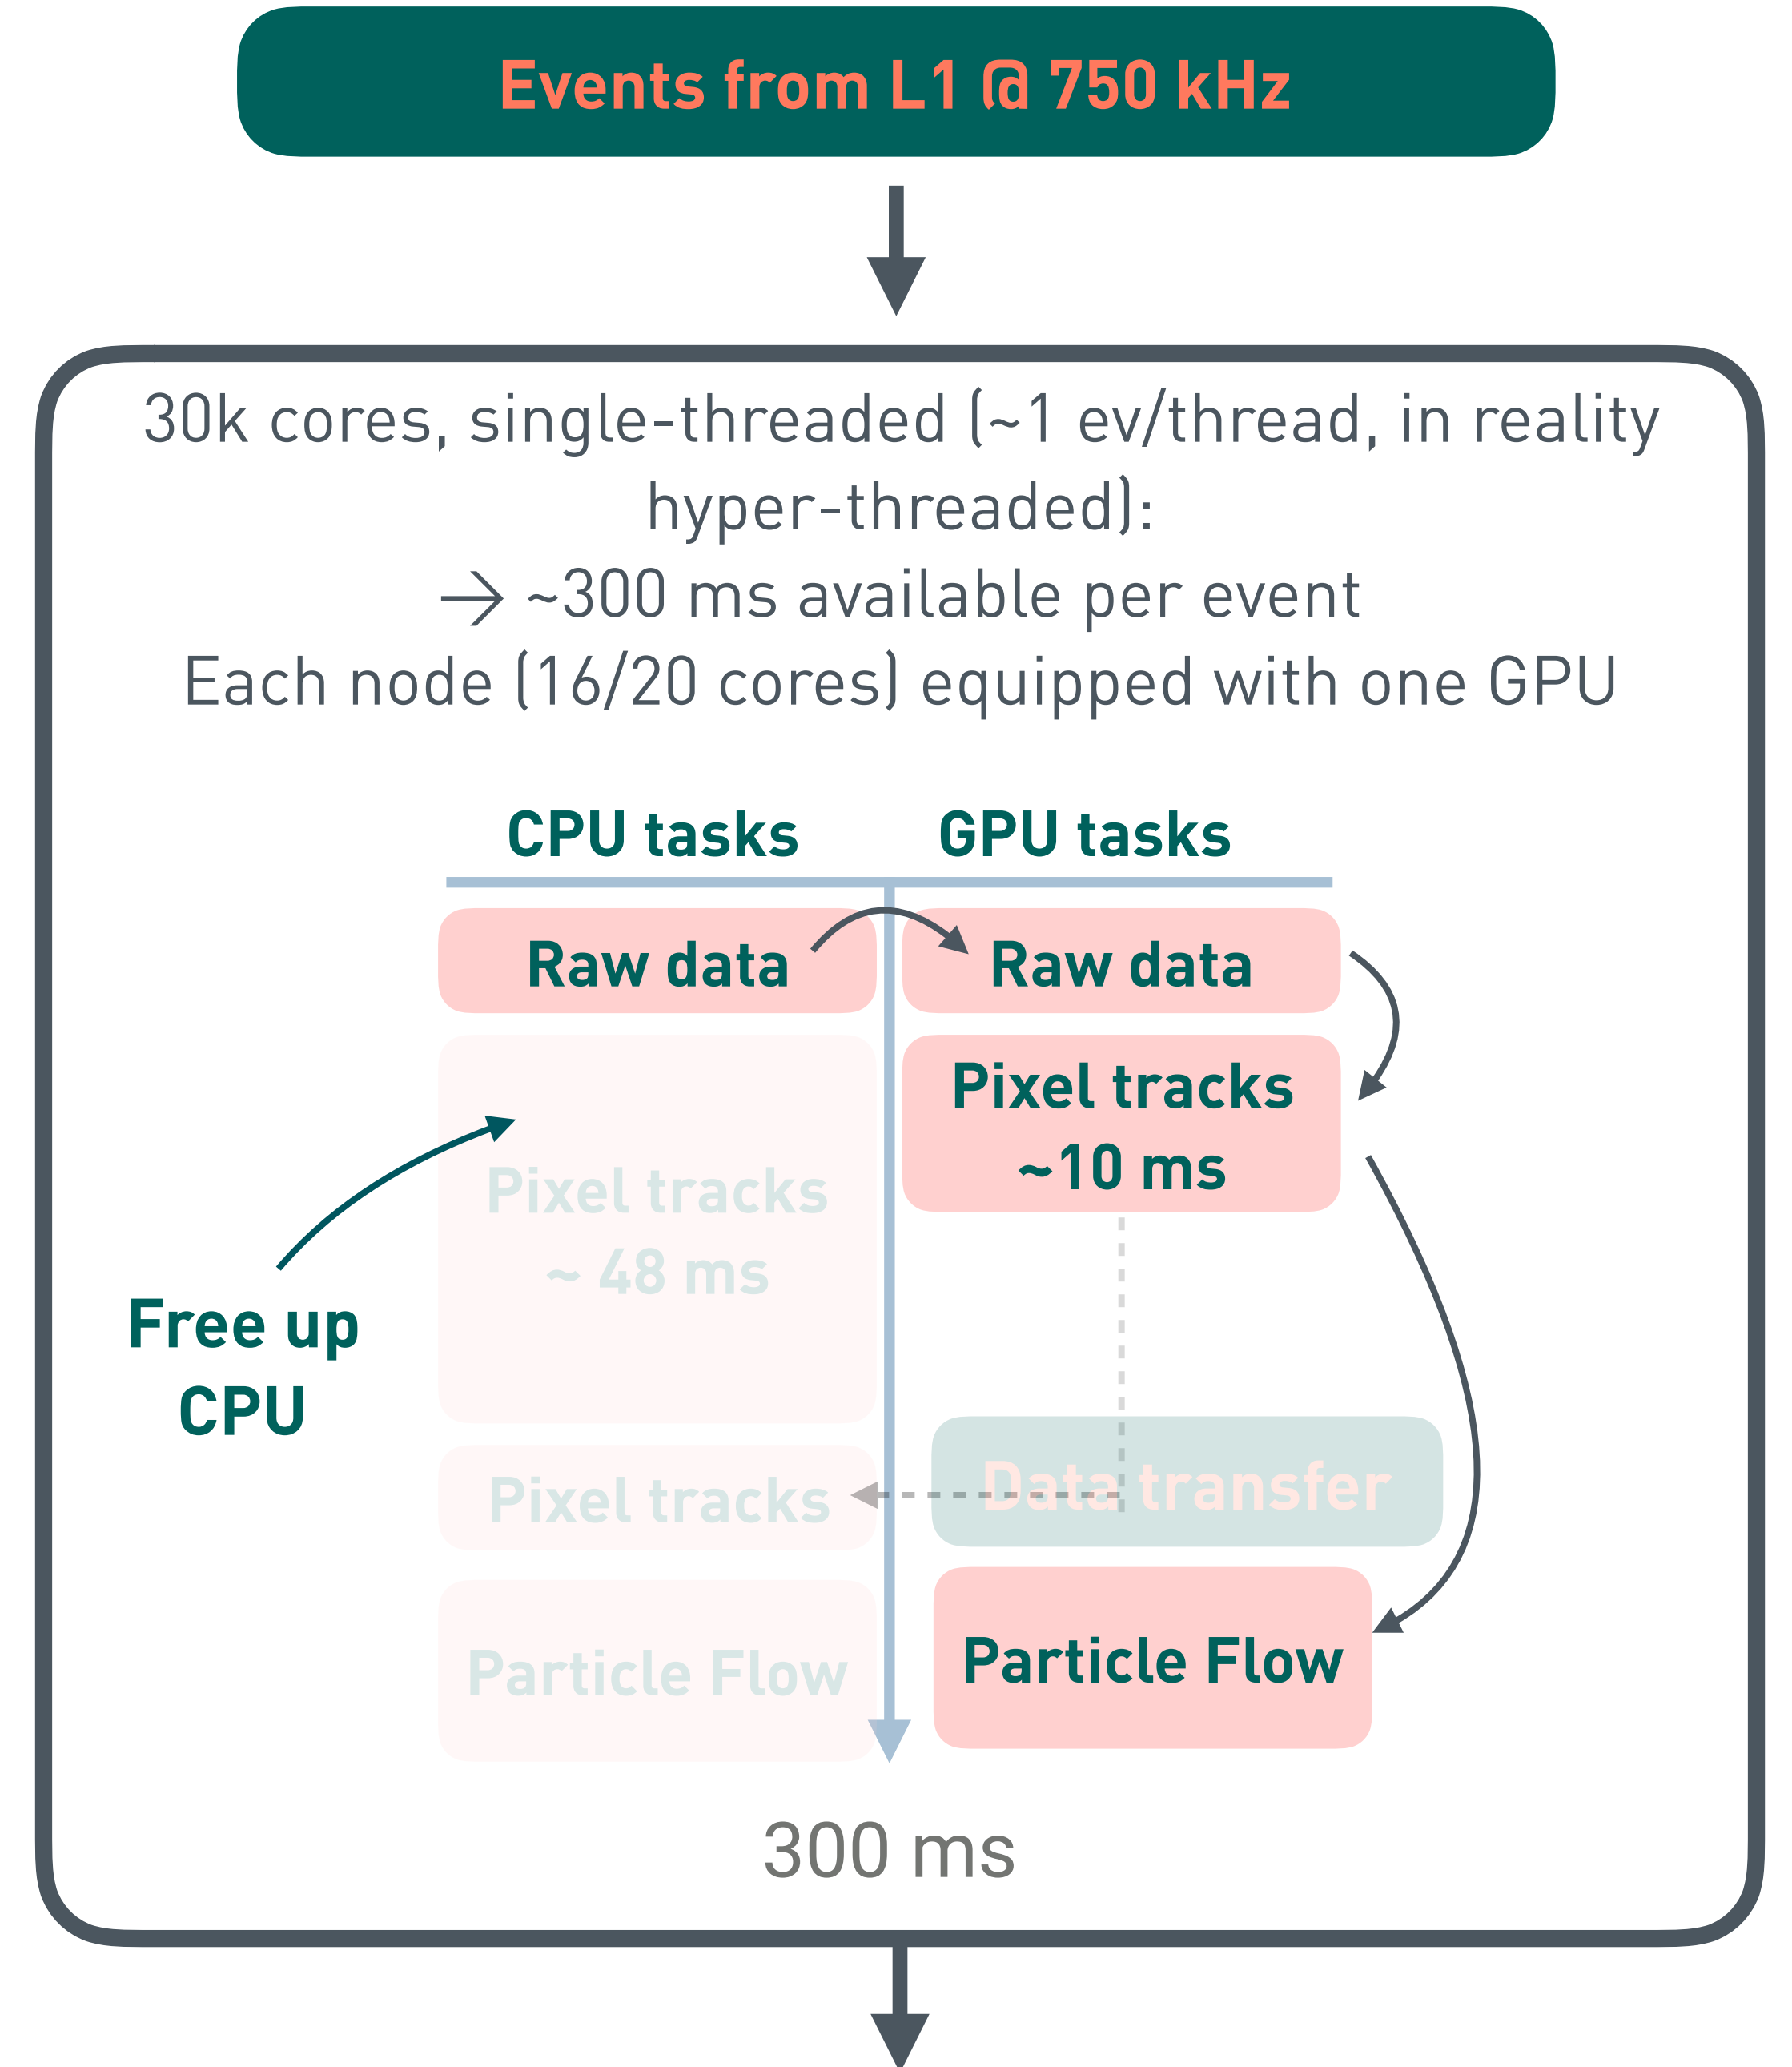 Events from L1 @ 750 kHz
30k cores, single-threaded (~1 ev/thread, in reality
hyper-threaded):
→ ~300 ms available per event
Each node (16/20 cores) equipped with one GPU
CPU tasks
GPU tasks
Raw data
Raw data
Pixel tracks
~10 ms
Pixel tracks
~ 48 ms
Free up
CPU
Pixel tracks
Data transfer
Particle Flow
Particle Flow
300 ms